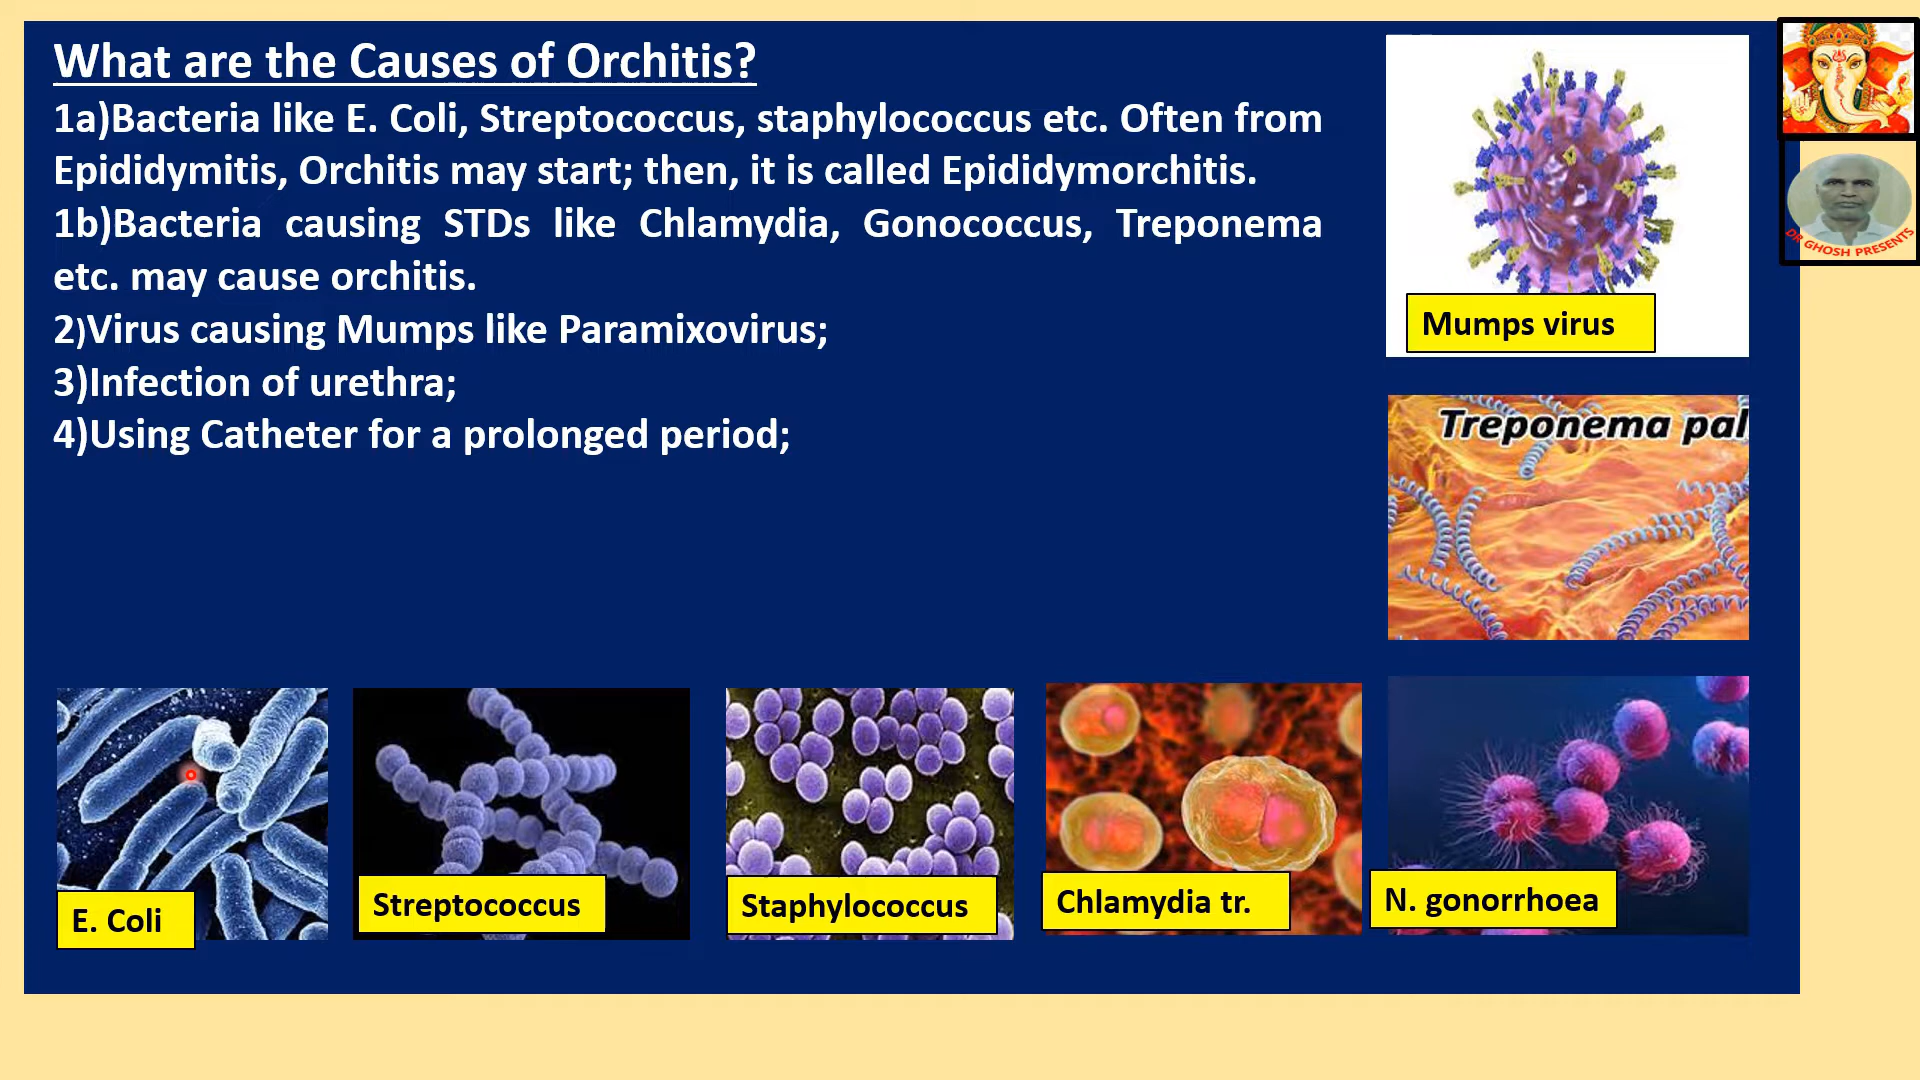 What are the Causes of Orchitis?
1a)Bacteria like E. Coli, Streptococcus, staphylococcus etc. Often from
Epididymitis, Orchitis may start; then, it is called Epididymorchitis.
1b)Bacteria causing STDs like Chlamydia, Gonococcus, Treponema
etc. may cause orchitis.
2)Virus causing Mumps like Paramixovirus;
3)Infection of urethra;
4)Using Catheter for a prolonged period;
Mumps virus
Treponema pal
E. Coli
Streptococcus
Staphylococcus
Chlamydia tr.
N. gonorrhoea
DR GHOSH PRESENTS